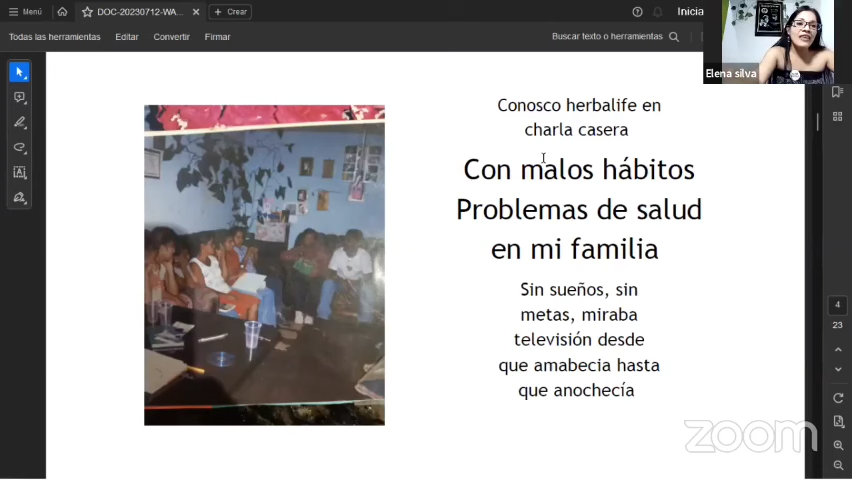 Menú
DOC-20230712-WA...
Crear
Inicia
Todas las herramientas
Editar
Convertir
Firmar
Buscar texto o herramientas
Elena silva
Conosco herbalife en
charla casera
Con malos hábitos
Problemas de salud
en mi familia
Sin sueños, sin
metas, miraba
televisión desde
que amabecia hasta
que anochecía
4
23
zoom